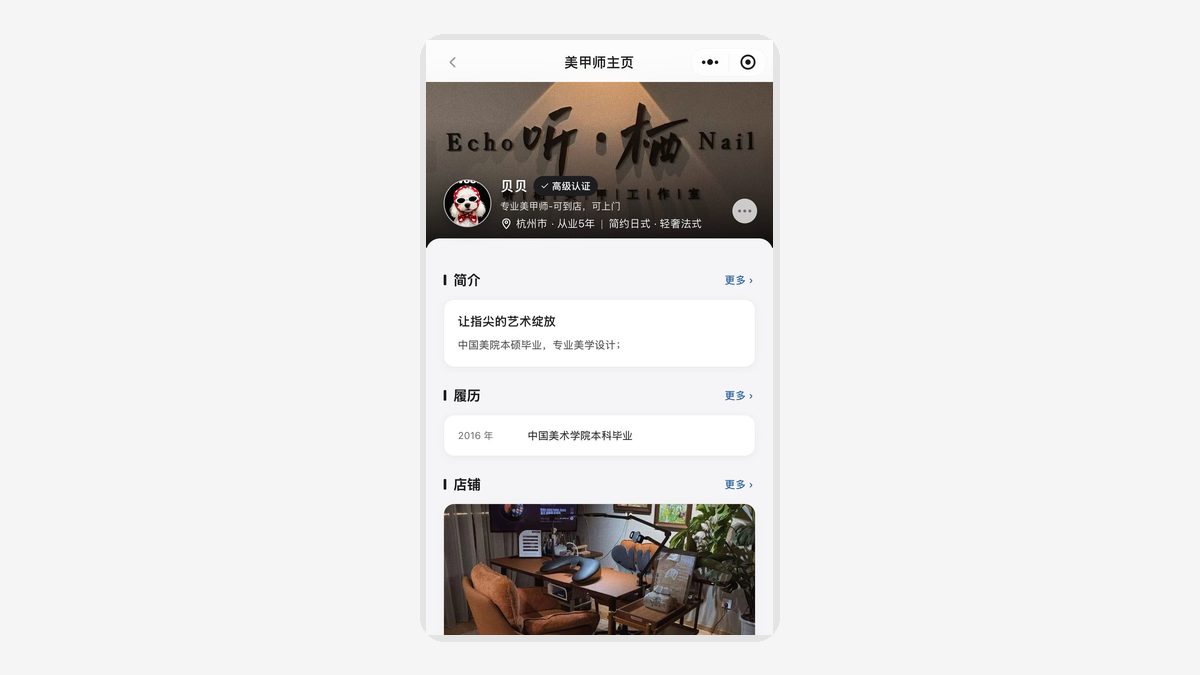 美甲师主页
Echo 听·栖 Nail
贝贝 高级认证
工 作 室
专业美甲师-可到店，可上门
杭州市 · 从业5年 | 简约日式 · 轻奢法式
简介 更多 ›
让指尖的艺术绽放
中国美院本硕毕业，专业美学设计；
履历 更多 ›
2016 年 中国美术学院本科毕业
店铺 更多 ›